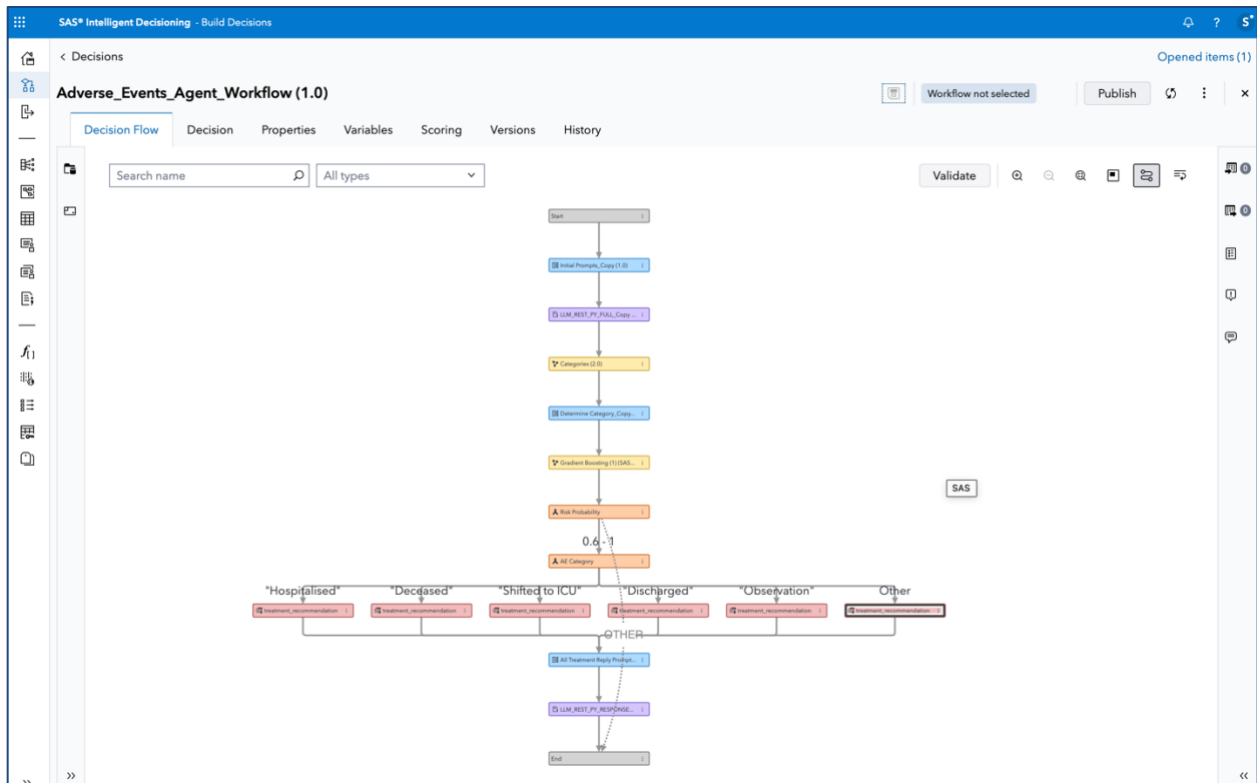 SAS® Intelligent Decisioning - Build Decisions
?
S
< Decisions
Opened items (1)
Adverse_Events_Agent_Workflow (1.0)
Workflow not selected
Publish
Decision Flow
Decision
Properties
Variables
Scoring
Versions
History
Search name
All types
Validate
0
0
Start
Initial Prompts_Copy (1.0)
LLM_REST_PY_FULL_Copy ...
Categories (2.0)
Determine Category_Copy...
Gradient Boosting (1) (SAS...
SAS
Risk Probability
0.6 - 1
AE Category
"Hospitalised"
"Deceased"
"Shifted to ICU"
"Discharged"
"Observation"
Other
treatment_recommendation
treatment_recommendation
treatment_recommendation
treatment_recommendation
treatment_recommendation
treatment_recommendation
OTHER
All Treatment Reply Prompt...
LLM_REST_PY_RESPONSE...
End